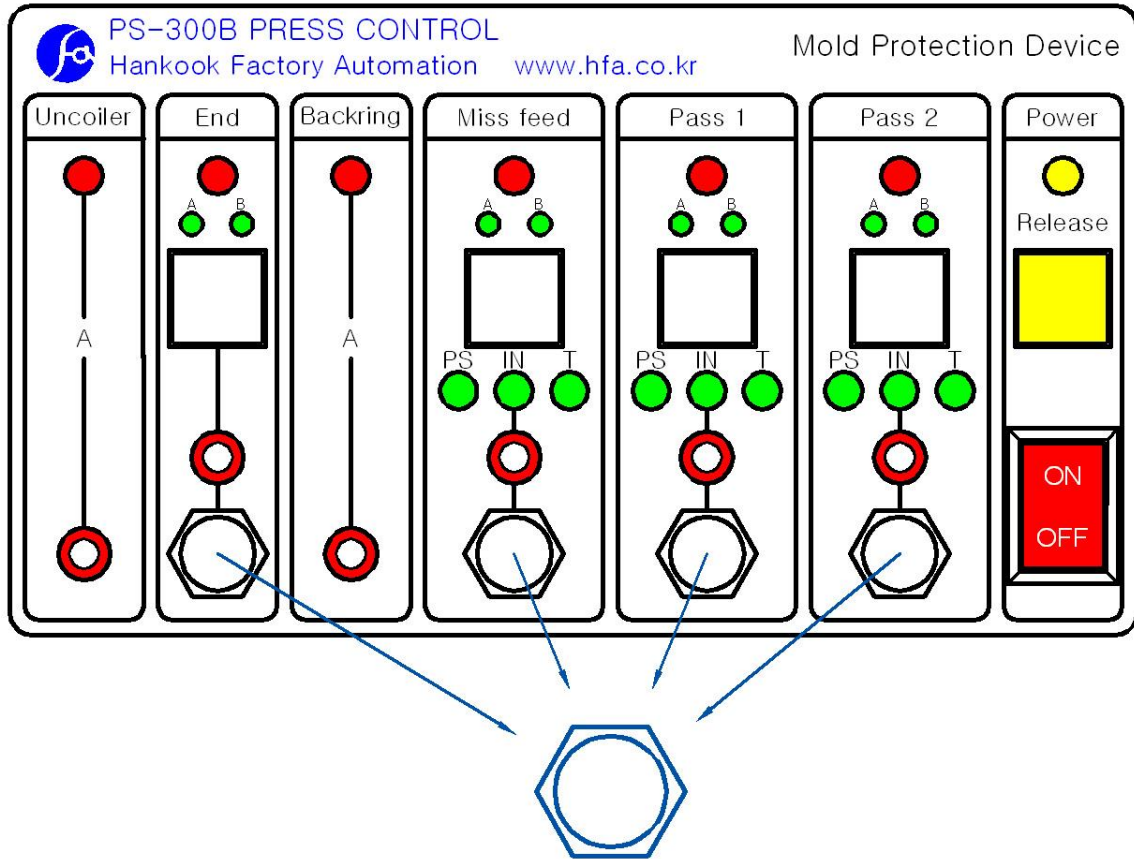 PS-300B PRESS CONTROL
Hankook Factory Automation www.hfa.co.kr
Mold Protection Device
Uncoiler End Backring Miss feed Pass 1 Pass 2 Power
A B A B A B A B
Release
A A
PS IN T PS IN T PS IN T
ON
OFF
fa